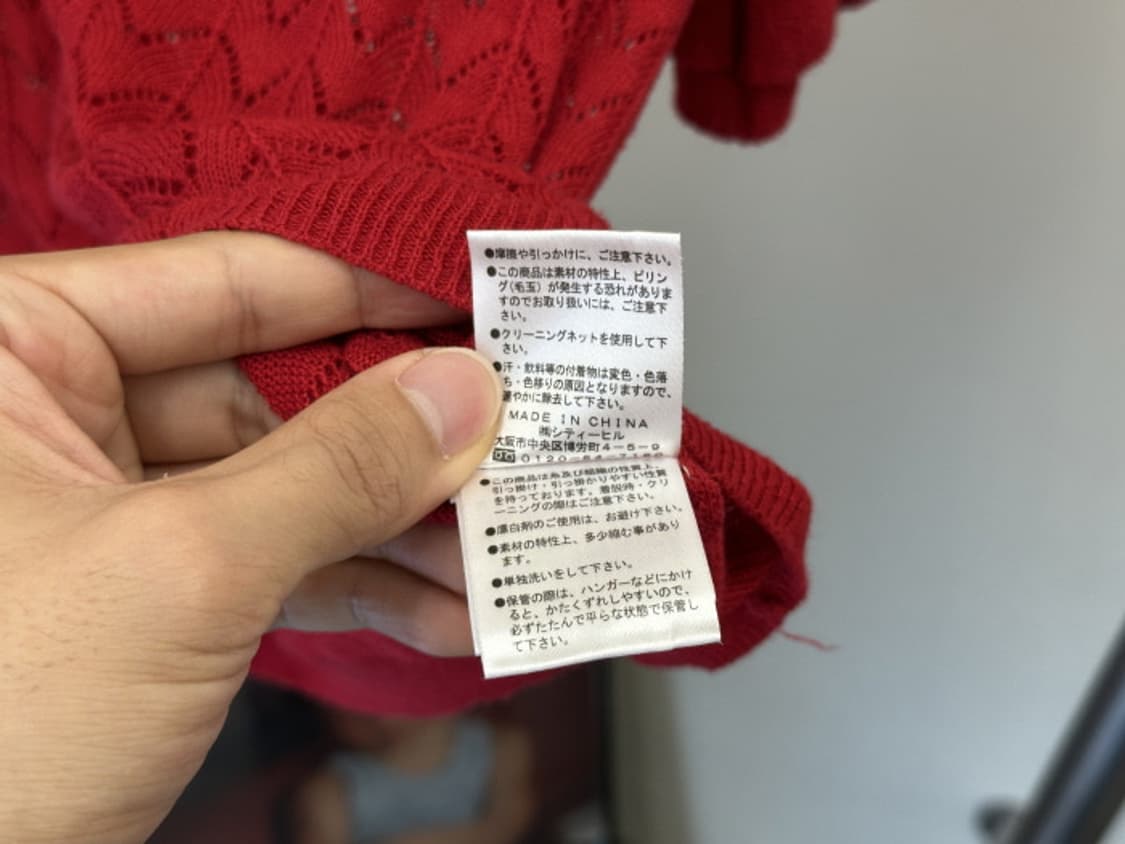 ●摩擦や引っかけに、ご注意下さい。
●この商品は素材の特性上、ピリン
グ(毛玉)が発生する恐れがありま
すのでお取り扱いには、ご注意下
さい。
●クリーニングネットを使用して下
さい。
●汗・飲料等の付着物は変色・色落
ち・色移りの原因となりますので、
やかに除去して下さい。
MADE IN CHINA
㈱シティーヒル
大阪市中央区博労町4-5-9
0120-
●この商品は糸及び組織の性質上、
引っ掛け・引っ掛かりやすい性質
を持っております。着脱時・クリ
ーニングの際はご注意下さい。
●漂白剤のご使用は、お避け下さい。
●素材の特性上、多少縮む事があり
ます。
●単独洗いをして下さい。
●保管の際は、ハンガーなどにかけ
ると、かたくずれしやすいので、
必ずたたんで平らな状態で保管し
て下さい。